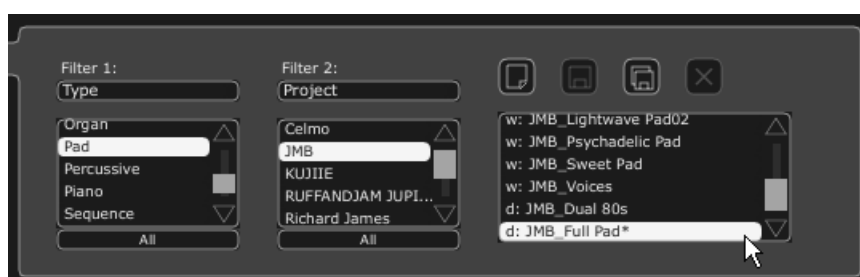 Filter 1:
Type
Organ
Pad
Percussive
Piano
Sequence
All
Filter 2:
Project
Celmo
JMB
KUJIIE
RUFFANDJAM JUPI...
Richard James
All
w: JMB_Lightwave Pad02
w: JMB_Psychadelic Pad
w: JMB_Sweet Pad
w: JMB_Voices
d: JMB_Dual 80s
d: JMB_Full Pad*